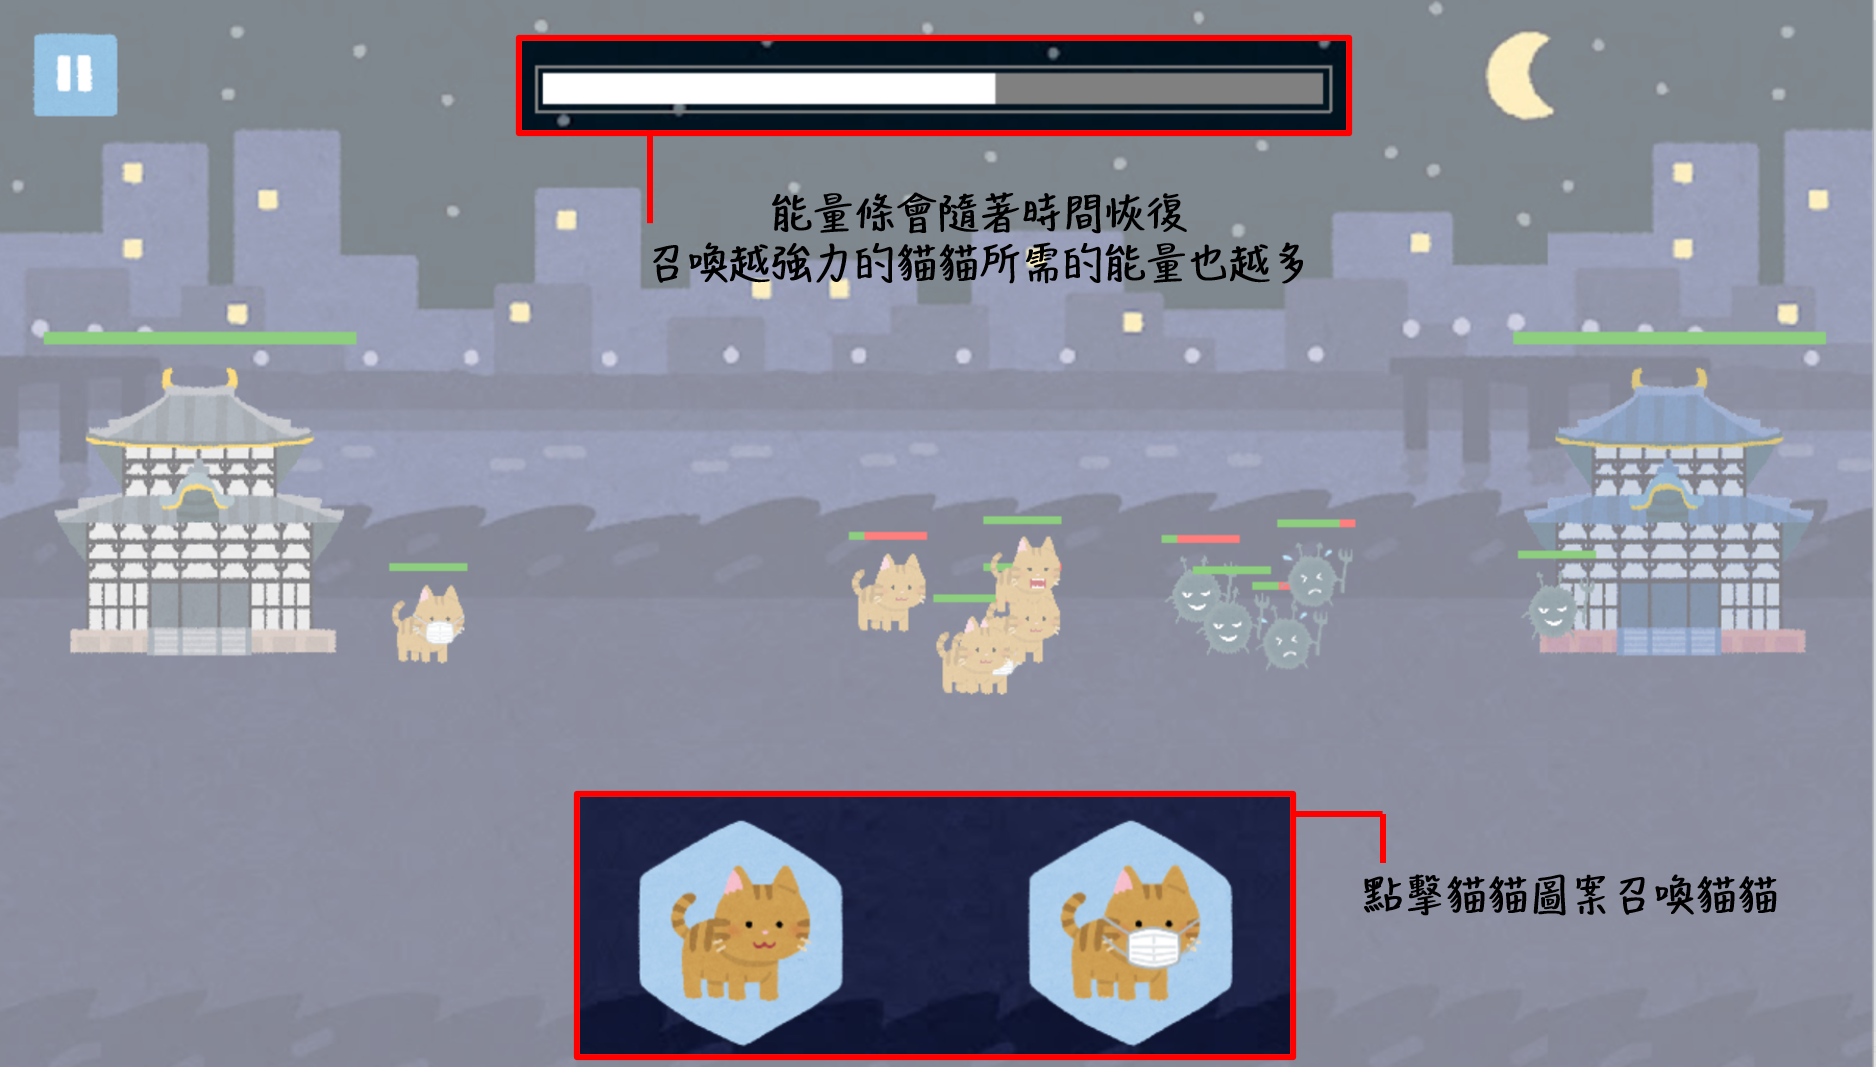 能量條會隨著時間恢復
召喚越強力的貓貓所需的能量也越多
點擊貓貓圖案召喚貓貓